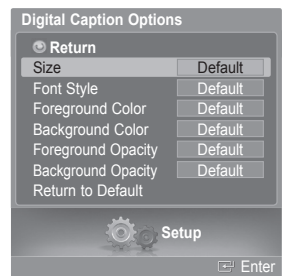 Digital Caption Options
Return
Size Default
Font Style Default
Foreground Color Default
Background Color Default
Foreground Opacity Default
Background Opacity Default
Return to Default
Setup
Enter